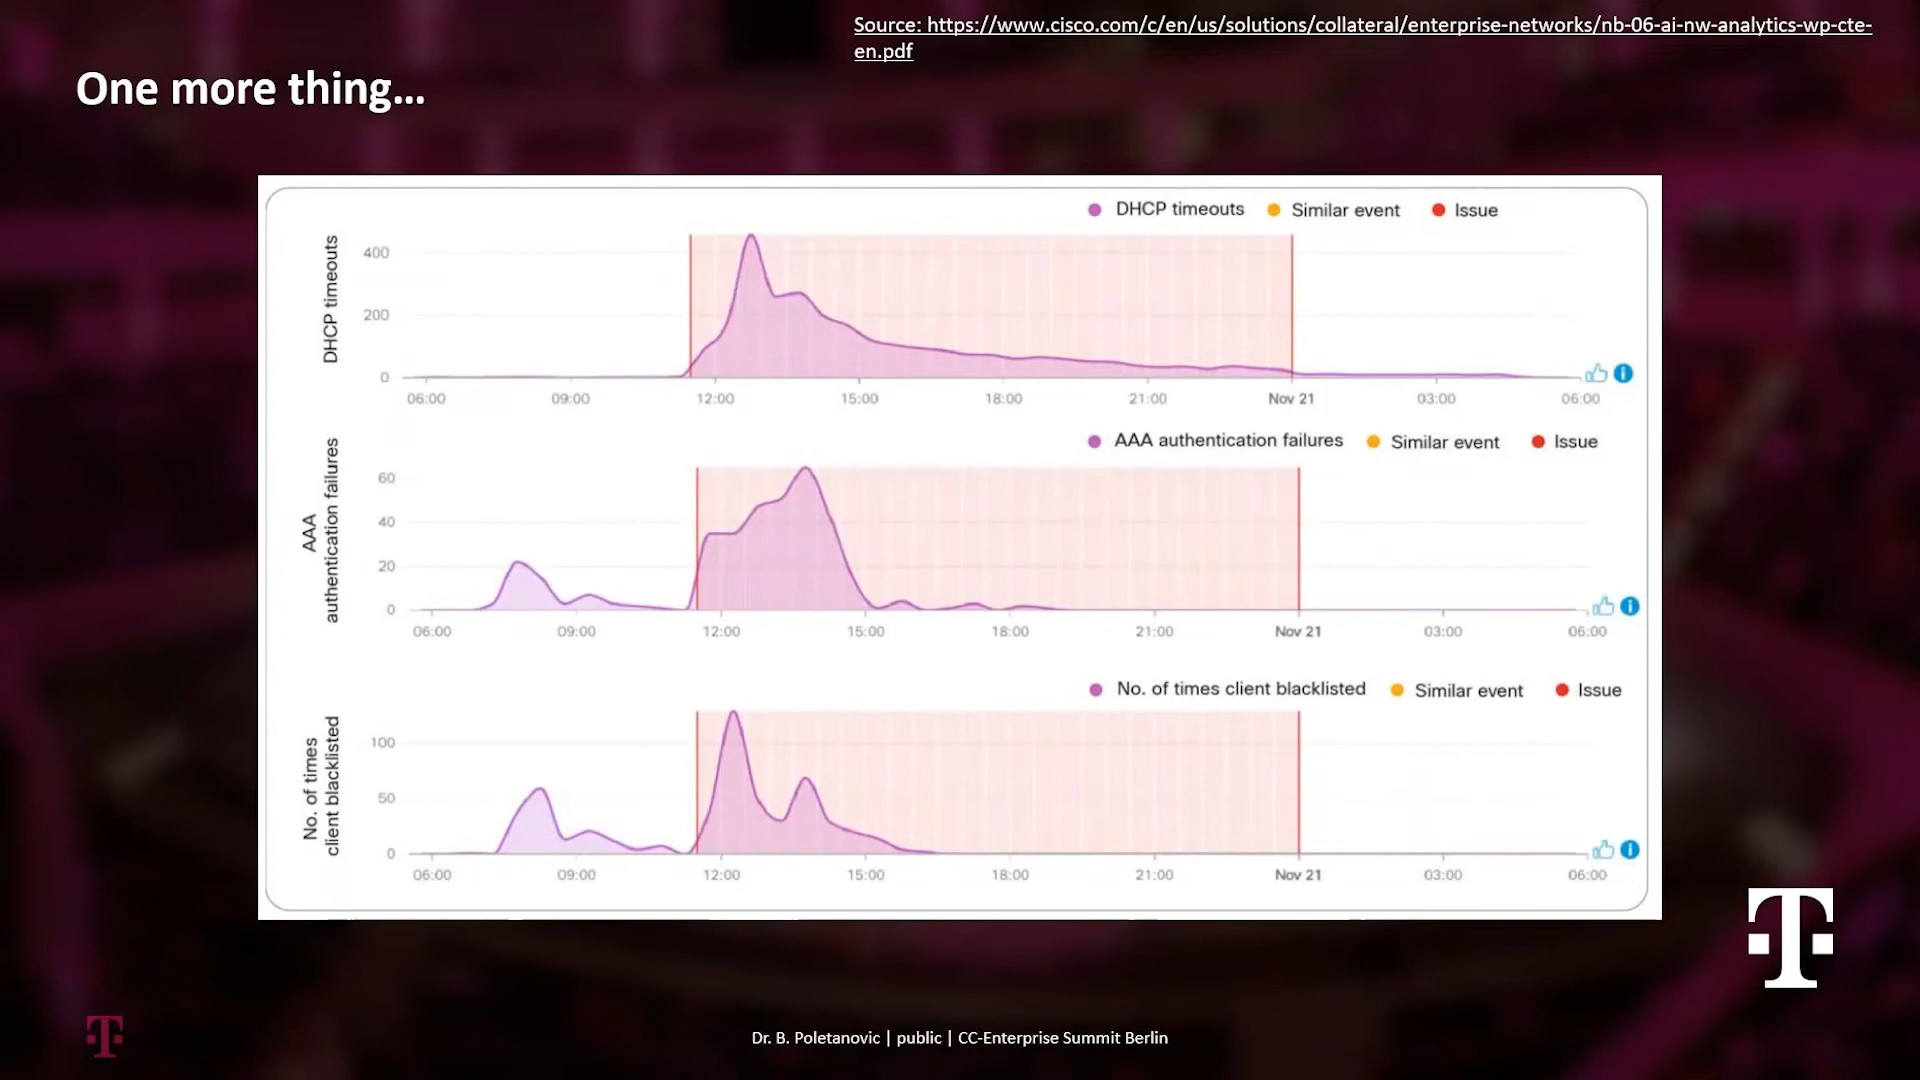 Source: https://www.cisco.com/c/en/us/solutions/collateral/enterprise-networks/nb-06-ai-nw-analytics-wp-cte-
en.pdf
One more thing...
DHCP timeouts Similar event Issue
DHCP timeouts
400
200
0
06:00 09:00 12:00 15:00 18:00 21:00 Nov 21 03:00 06:00
AAA authentication failures Similar event Issue
AAA
authentication failures
60
40
20
0
06:00 09:00 12:00 15:00 18:00 21:00 Nov 21 03:00 06:00
No. of times client blacklisted Similar event Issue
No. of times
client blacklisted
100
50
0
06:00 09:00 12:00 15:00 18:00 21:00 Nov 21 03:00 06:00
T
T
Dr. B. Poletanovic | public | CC-Enterprise Summit Berlin